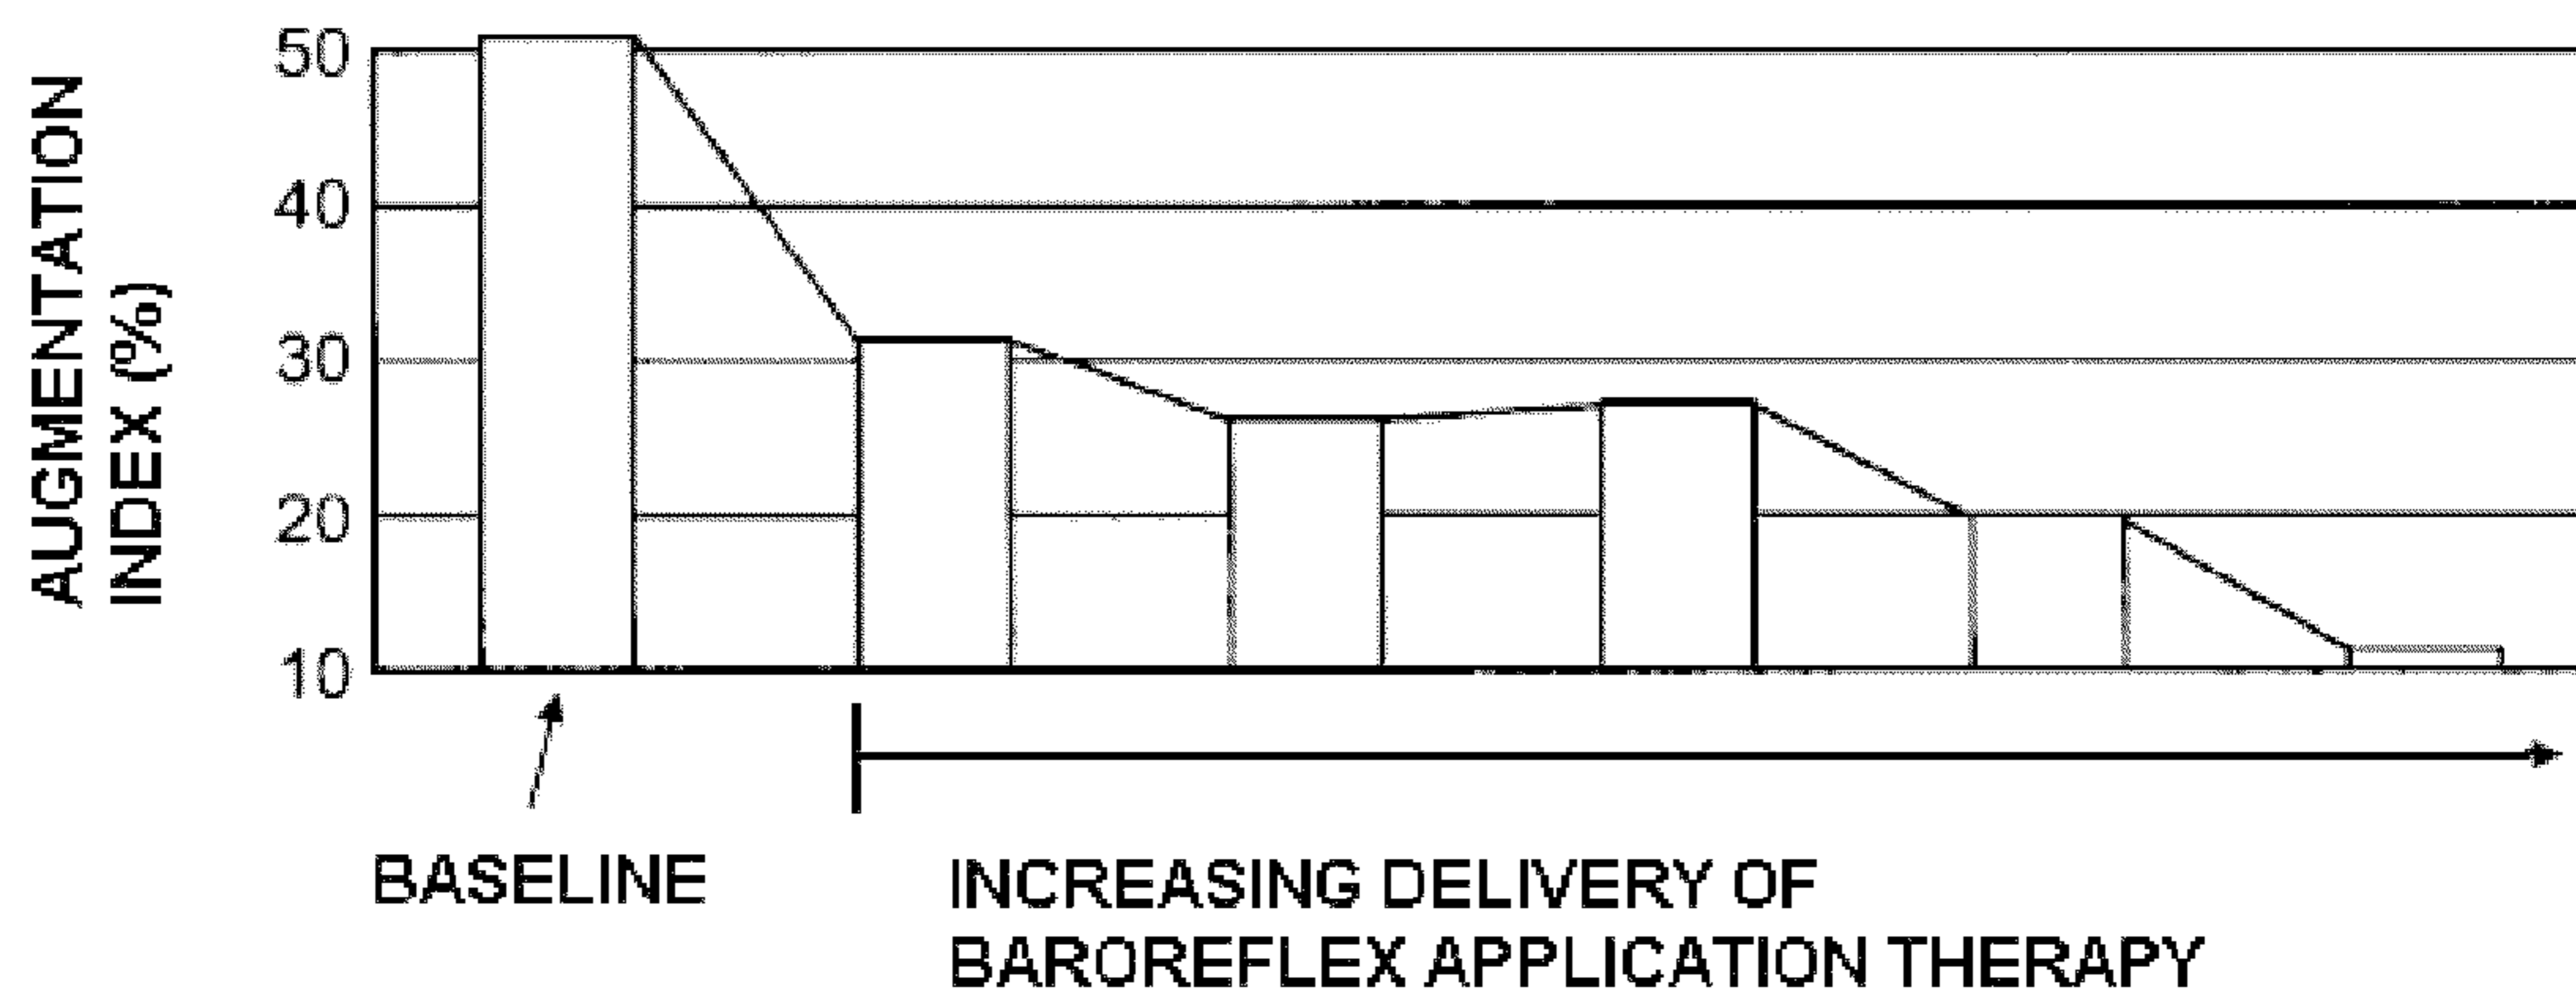 AUGMENTATION
INDEX (%)
50
40
30
20
10
BASELINE
INCREASING DELIVERY OF
BAROREFLEX APPLICATION THERAPY